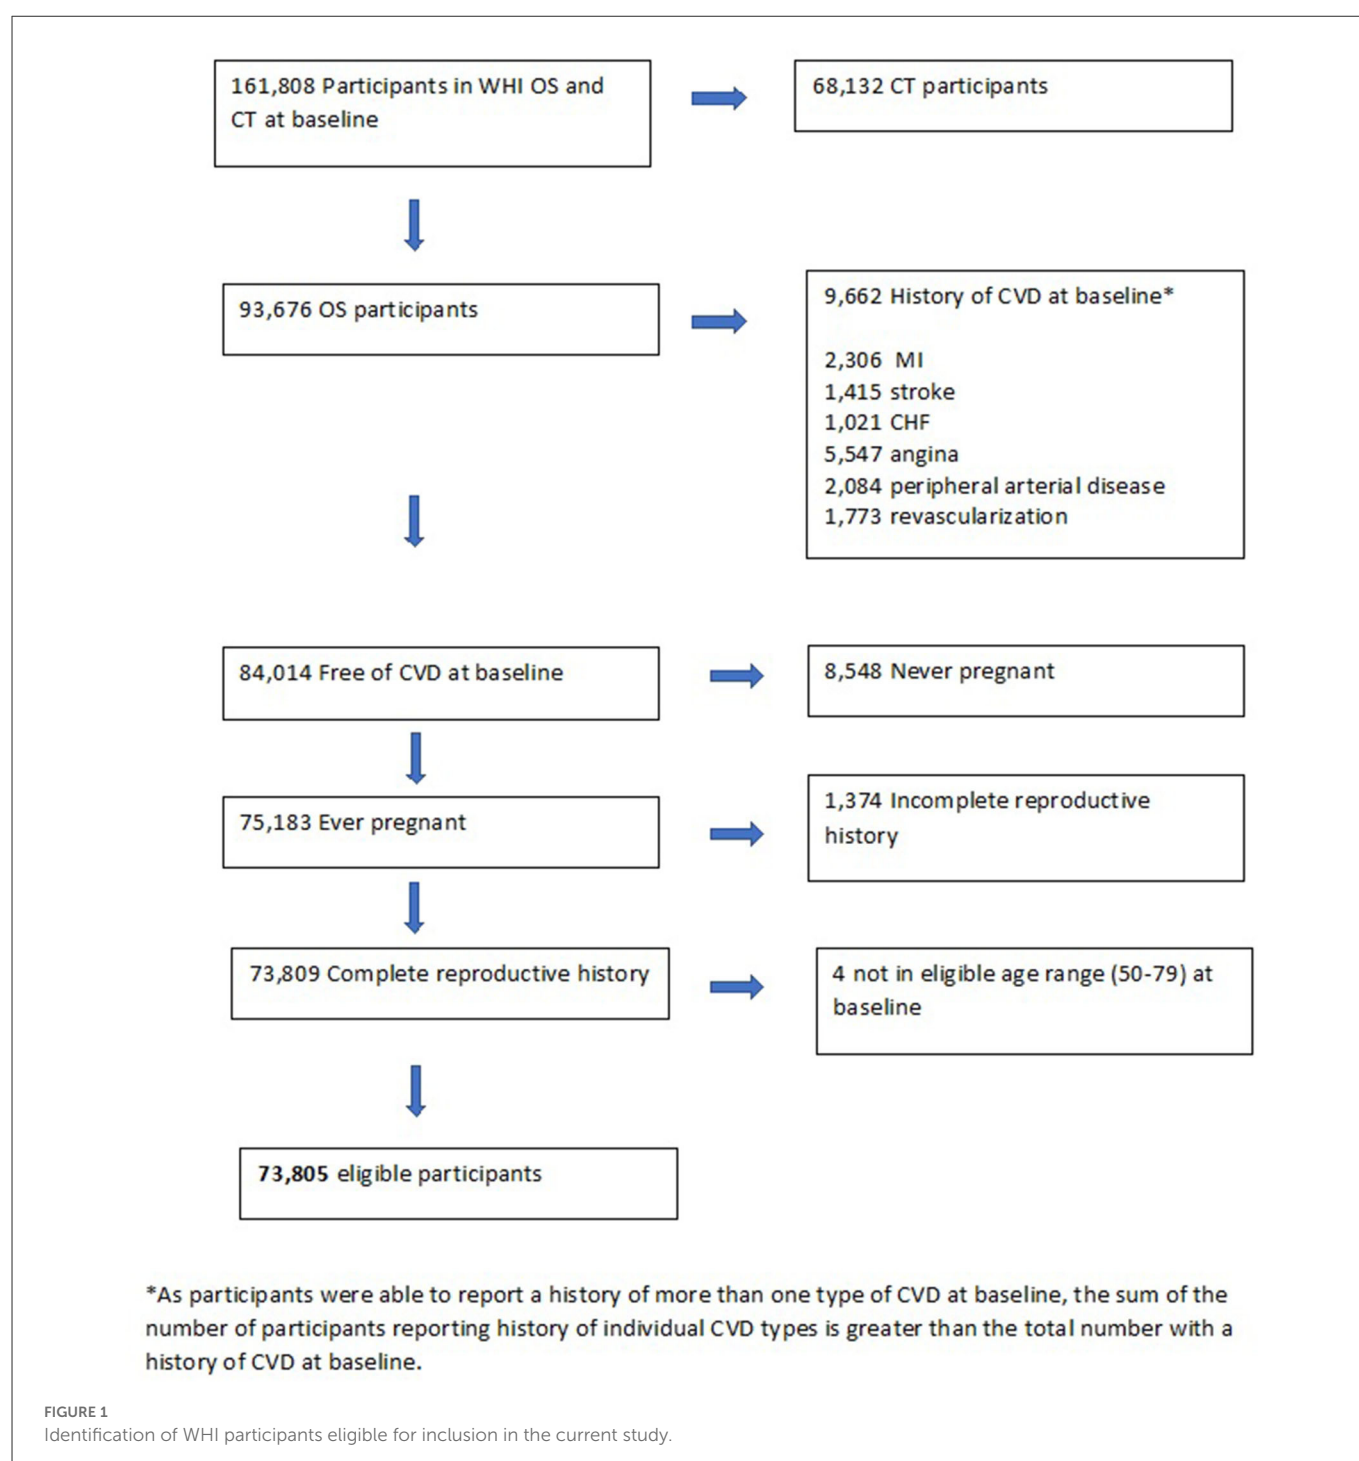 161,808 Participants in WHI OS and
CT at baseline
68,132 CT participants
93,676 OS participants
9,662 History of CVD at baseline*
2,306 MI
1,415 stroke
1,021 CHF
5,547 angina
2,084 peripheral arterial disease
1,773 revascularization
84,014 Free of CVD at baseline
8,548 Never pregnant
75,183 Ever pregnant
1,374 Incomplete reproductive
history
73,809 Complete reproductive history
4 not in eligible age range (50-79) at
baseline
73,805 eligible participants
*As participants were able to report a history of more than one type of CVD at baseline, the sum of the
number of participants reporting history of individual CVD types is greater than the total number with a
history of CVD at baseline.
FIGURE 1
Identification of WHI participants eligible for inclusion in the current study.